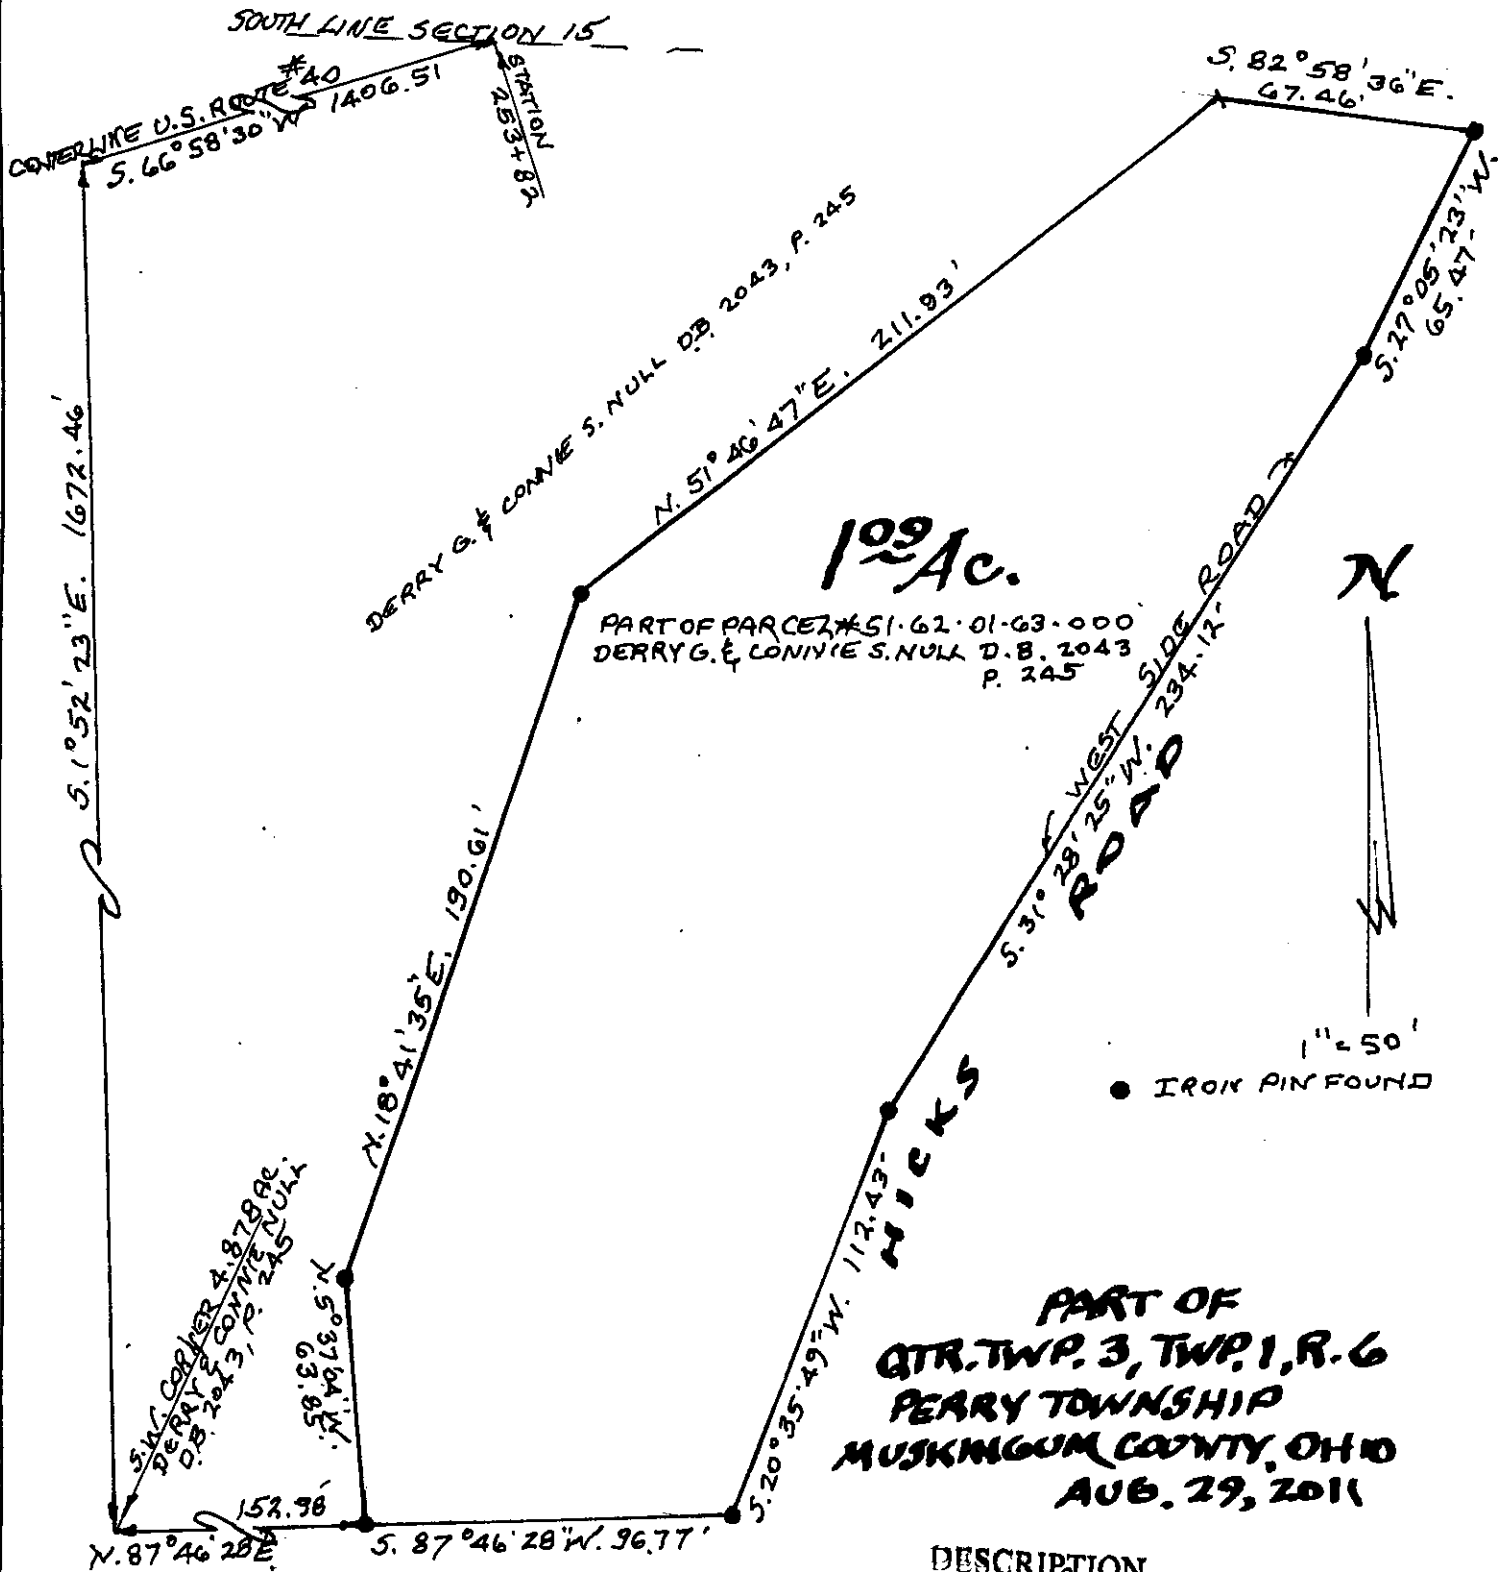 SOUTH LINE SECTION 15
CENTERLINE U.S. ROUTE #40
S. 66° 58' 30" W 1406.51
STATION
253+82
S. 82° 58' 36" E.
67.46'
S. 27° 05' 23" W.
65.47'
S. 1° 52' 23" E. 1672.46'
DERRY G. & CONNIE S. NULL D.B. 2043, P. 245
N. 51° 46' 47" E. 211.93'
1 09 Ac.
PART OF PARCEL #51-62-01-63-000
DERRY G. & CONNIE S. NULL D.B. 2043
P. 245
WEST SIDE ROAD
S. 31° 28' 25" W. 234.12'
HICKS ROAD
N
1" = 50'
IRON PIN FOUND
N. 18° 41' 35" E. 190.61'
S.W. CORNER 4.878 AC.
DERRY & CONNIE NULL
D.B. 2043, P. 245
N. 5° 37' 04" W.
63.85'
S. 20° 35' 49" W. 112.43'
152.98'
N. 87° 46' 28" E.
S. 87° 46' 28" W. 96.77'
PART OF
QTR. TWP. 3, TWP. 1, R. 6
PERRY TOWNSHIP
MUSKINGUM COUNTY, OHIO
AUG. 29, 2011
DESCRIPTION